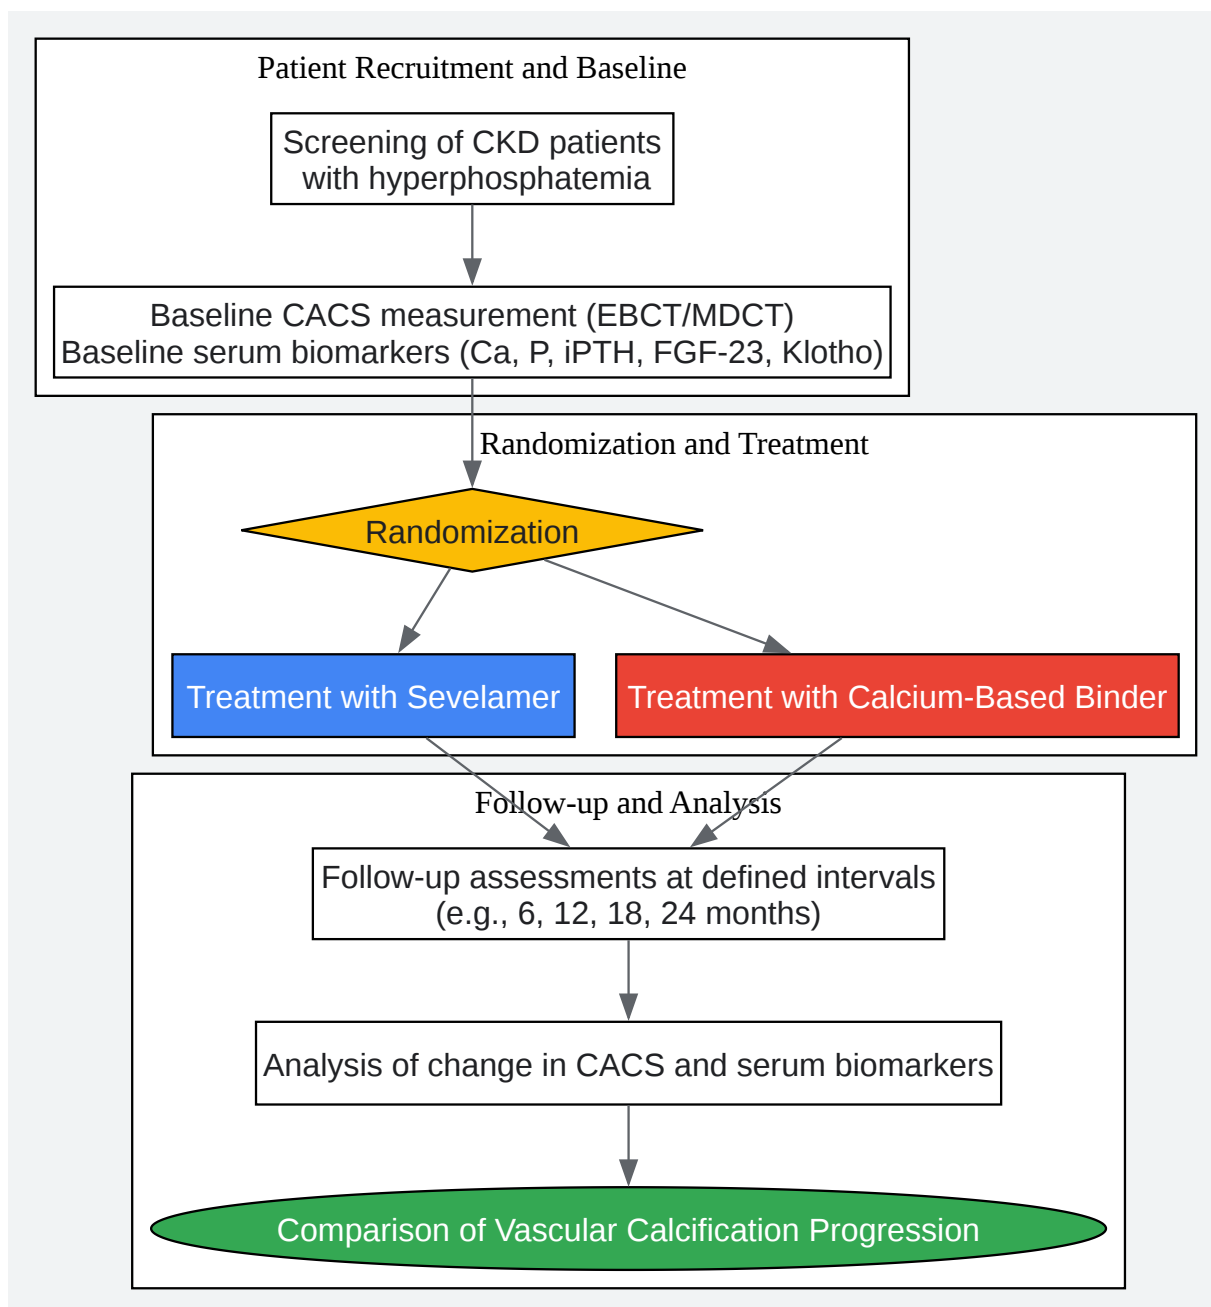 Patient Recruitment and Baseline
Screening of CKD patients
with hyperphosphatemia
Baseline CACS measurement (EBCT/MDCT)
Baseline serum biomarkers (Ca, P, iPTH, FGF-23, Klotho)
Randomization and Treatment
Randomization
Treatment with Sevelamer
Treatment with Calcium-Based Binder
Follow-up and Analysis
Follow-up assessments at defined intervals
(e.g., 6, 12, 18, 24 months)
Analysis of change in CACS and serum biomarkers
Comparison of Vascular Calcification Progression